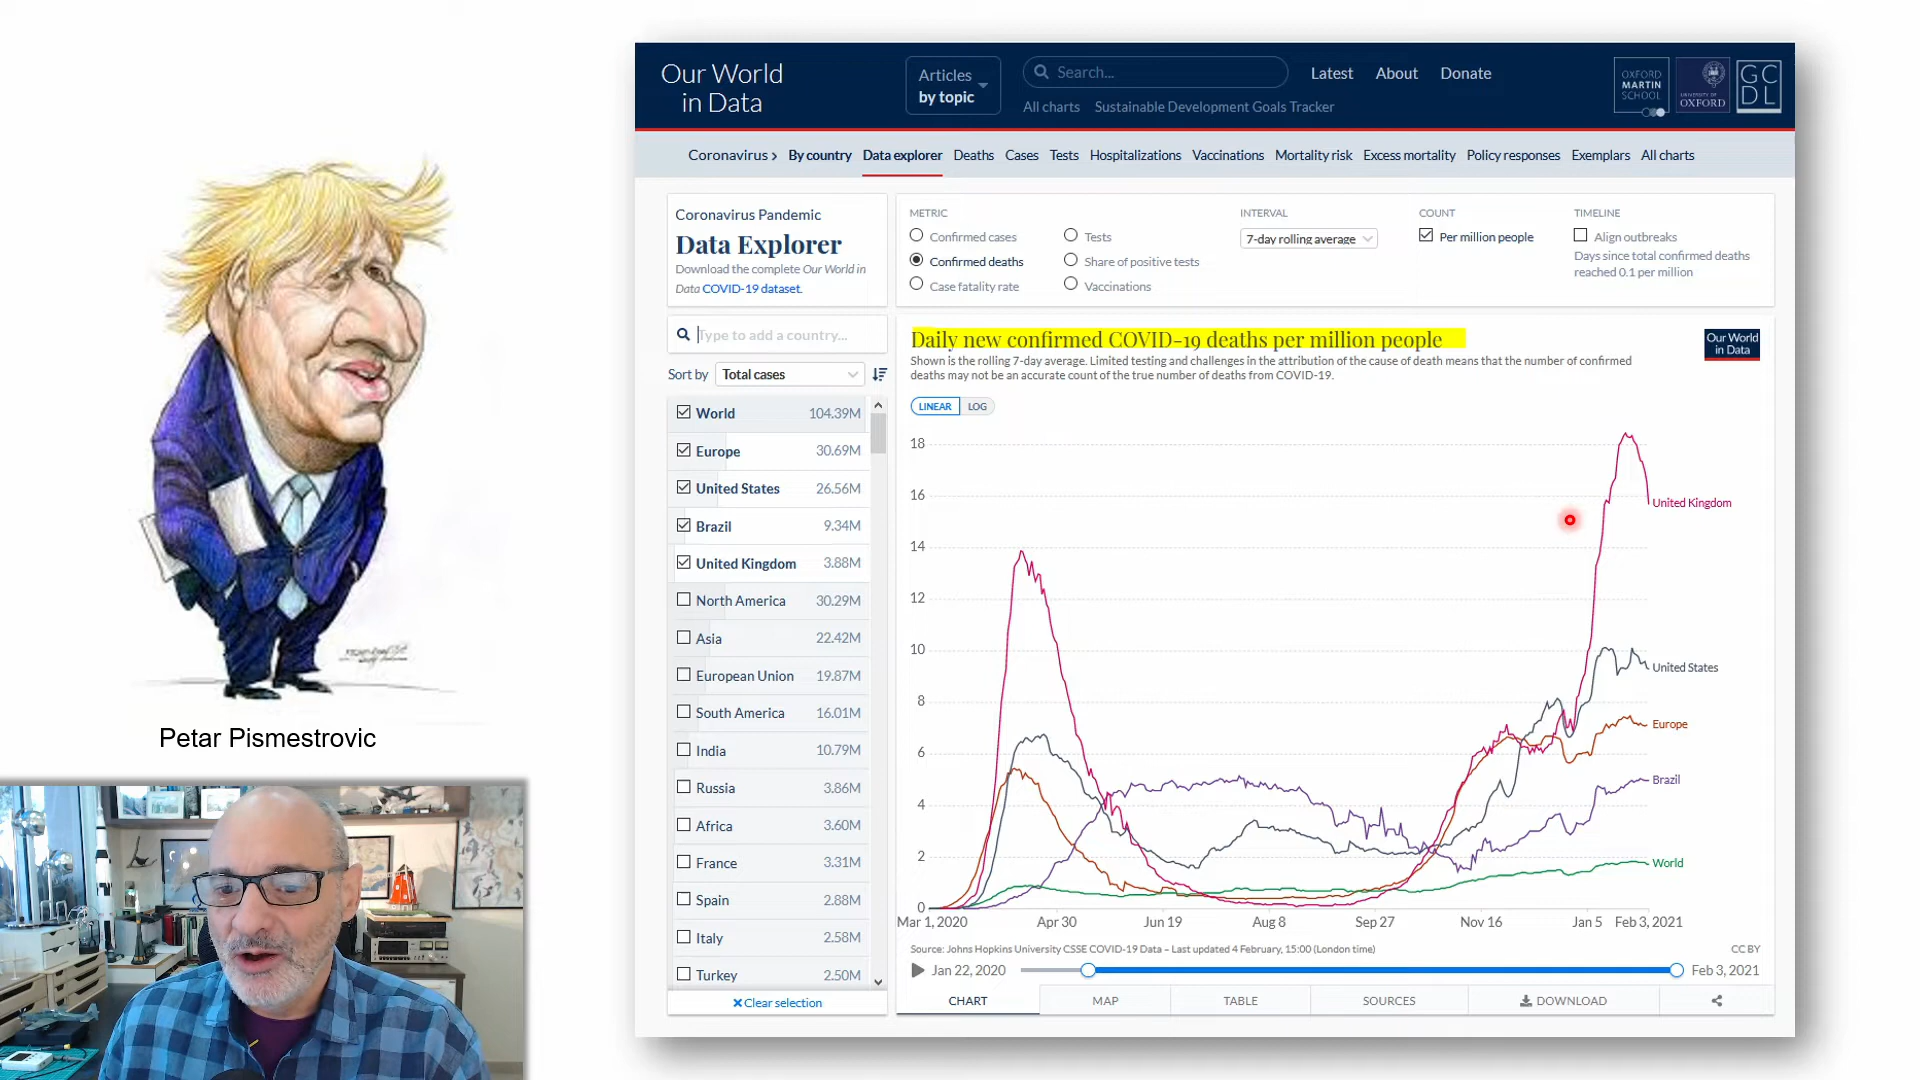 Our World
in Data
Articles
by topic
Search...
Latest
About
Donate
All charts
Sustainable Development Goals Tracker
OXFORD
MARTIN
SCHOOL
UNIVERSITY OF
OXFORD
GC
DL
Coronavirus
By country
Data explorer
Deaths
Cases
Tests
Hospitalizations
Vaccinations
Mortality risk
Excess mortality
Policy responses
Exemplars
All charts
Coronavirus Pandemic
Data Explorer
Download the complete Our World in
Data COVID-19 dataset.
METRIC
Confirmed cases
Confirmed deaths
Case fatality rate
Tests
Share of positive tests
Vaccinations
INTERVAL
7-day rolling average
COUNT
Per million people
TIMELINE
Align outbreaks
Days since total confirmed deaths
reached 0.1 per million
Type to add a country...
Sort by Total cases
World 104.39M
Europe 30.69M
United States 26.56M
Brazil 9.34M
United Kingdom 3.88M
North America 30.29M
Asia 22.42M
European Union 19.87M
South America 16.01M
India 10.79M
Russia 3.86M
Africa 3.60M
France 3.31M
Spain 2.88M
Italy 2.58M
Turkey 2.50M
Clear selection
Daily new confirmed COVID-19 deaths per million people
Shown is the rolling 7-day average. Limited testing and challenges in the attribution of the cause of death means that the number of confirmed
deaths may not be an accurate count of the true number of deaths from COVID-19.
Our World
in Data
LINEAR
LOG
18
16
14
12
10
8
6
4
2
0
United Kingdom
United States
Europe
Brazil
World
Mar 1, 2020
Apr 30
Jun 19
Aug 8
Sep 27
Nov 16
Jan 5
Feb 3, 2021
Source: Johns Hopkins University CSSE COVID-19 Data – Last updated 4 February, 15:00 (London time)
CC BY
Jan 22, 2020
Feb 3, 2021
CHART
MAP
TABLE
SOURCES
DOWNLOAD
Petar Pismestrovic